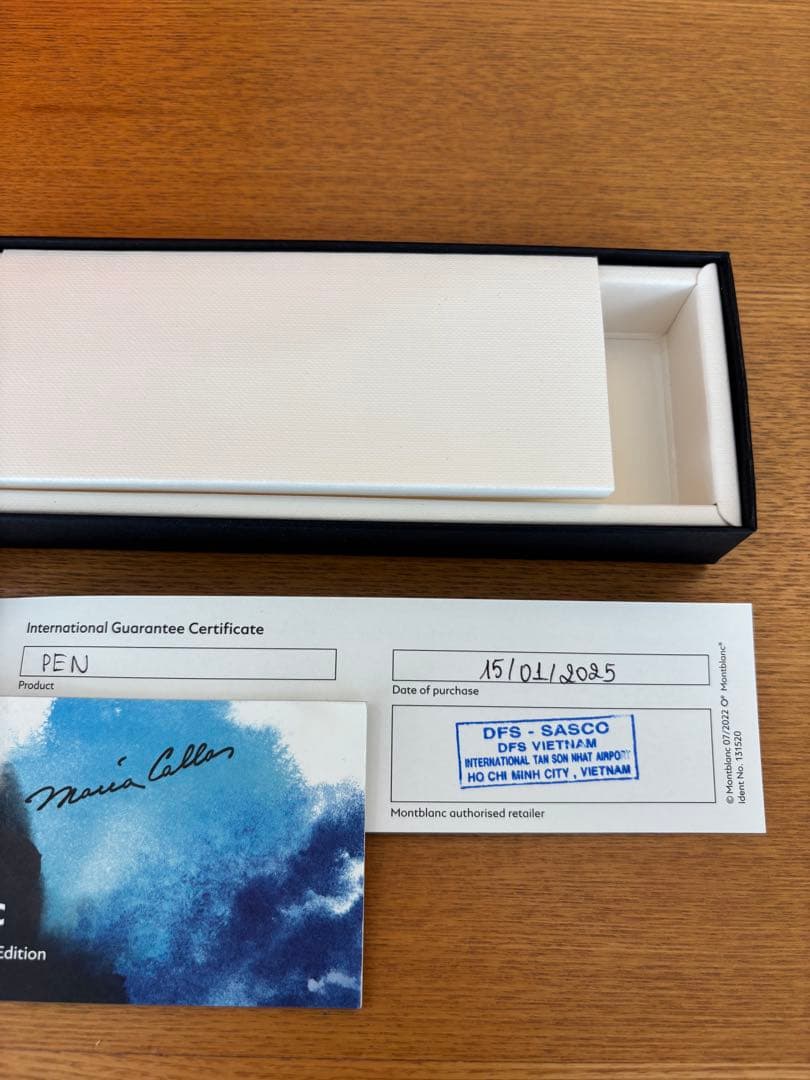 International Guarantee Certificate
PEN
Product
15/01/2025
Date of purchase
DFS - SASCO
DFS VIETNAM
INTERNATIONAL TAN SON NHAT AIRPORT
HO CHI MINH CITY , VIETNAM
Montblanc authorised retailer
© Montblanc 07/2022 Montblanc®
Ident No. 131520
Maria Callas
c
Edition